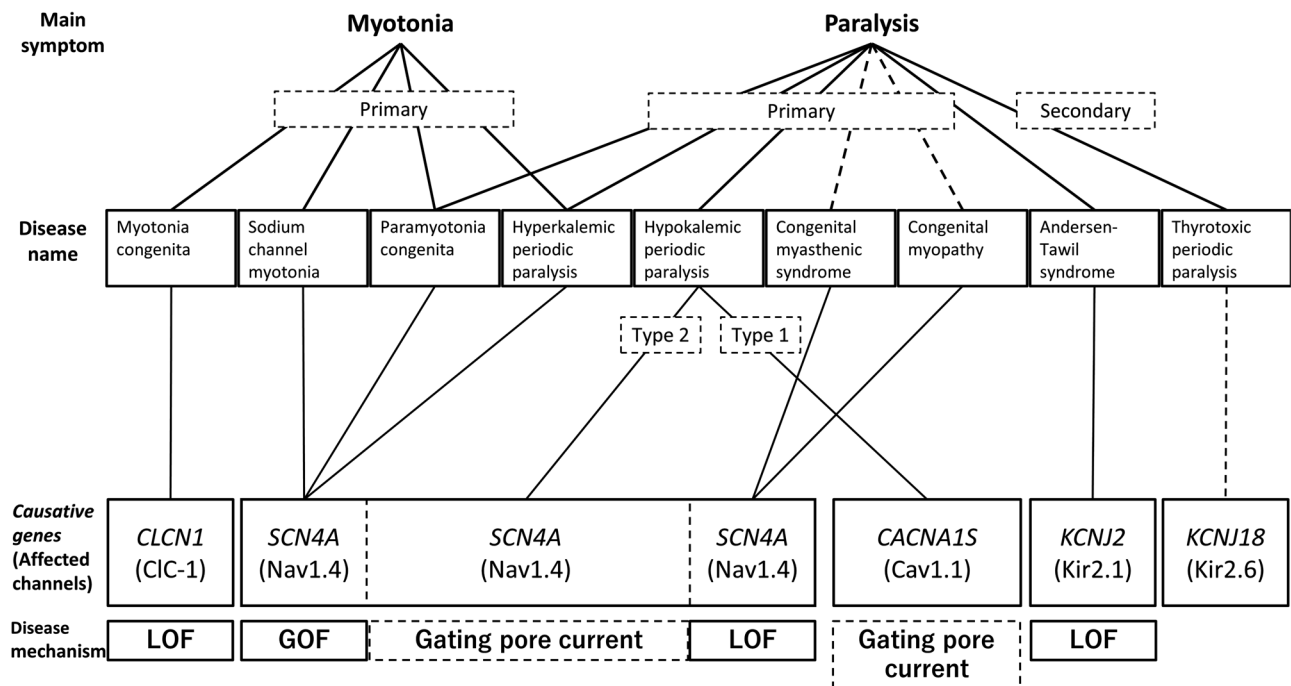 Main
symptom
Myotonia
Paralysis
Primary
Primary
Secondary
Disease
name
Myotonia
congenita
Sodium
channel
myotonia
Paramyotonia
congenita
Hyperkalemic
periodic
paralysis
Hypokalemic
periodic
paralysis
Congenital
myasthenic
syndrome
Congenital
myopathy
Andersen-
Tawil
syndrome
Thyrotoxic
periodic
paralysis
Type 2
Type 1
Causative
genes
(Affected
channels)
CLCN1
(ClC-1)
SCN4A
(Nav1.4)
SCN4A
(Nav1.4)
SCN4A
(Nav1.4)
CACNA1S
(Cav1.1)
KCNJ2
(Kir2.1)
KCNJ18
(Kir2.6)
Disease
mechanism
LOF
GOF
Gating pore current
LOF
Gating pore
current
LOF